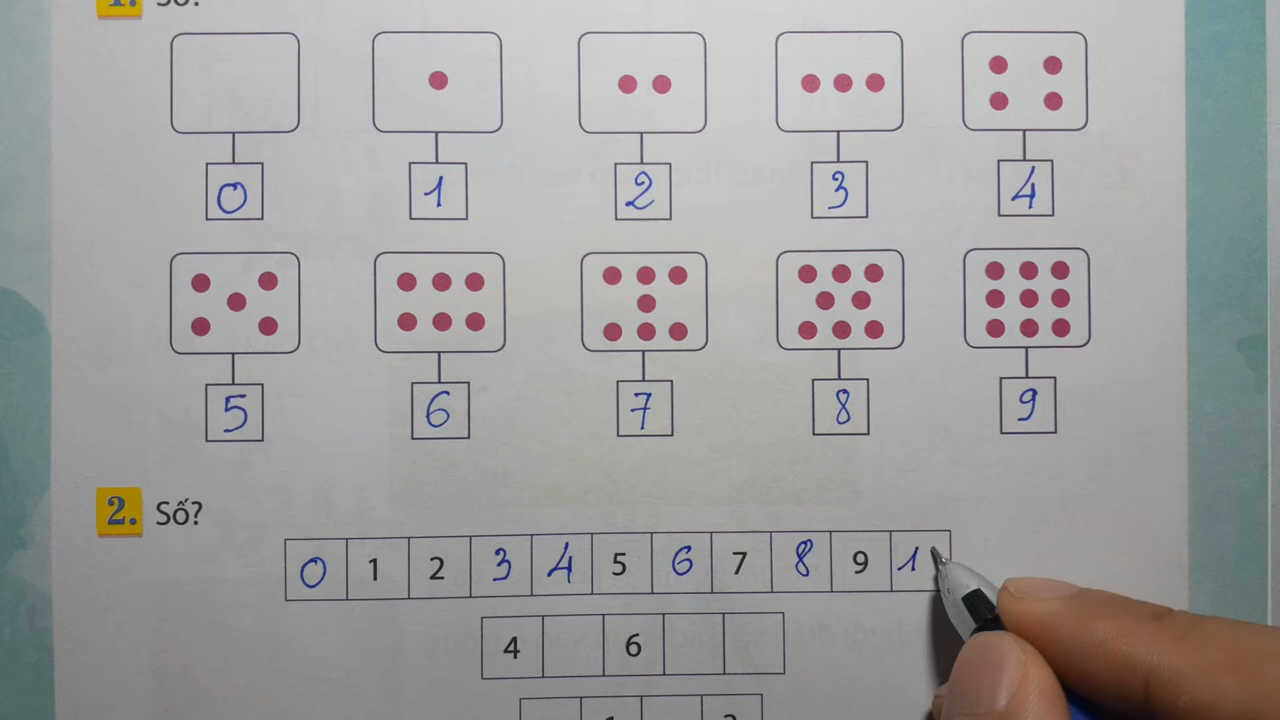 1. Số?
0 1 2 3 4
5 6 7 8 9
2. Số?
0 1 2 3 4 5 6 7 8 9 1
4 6